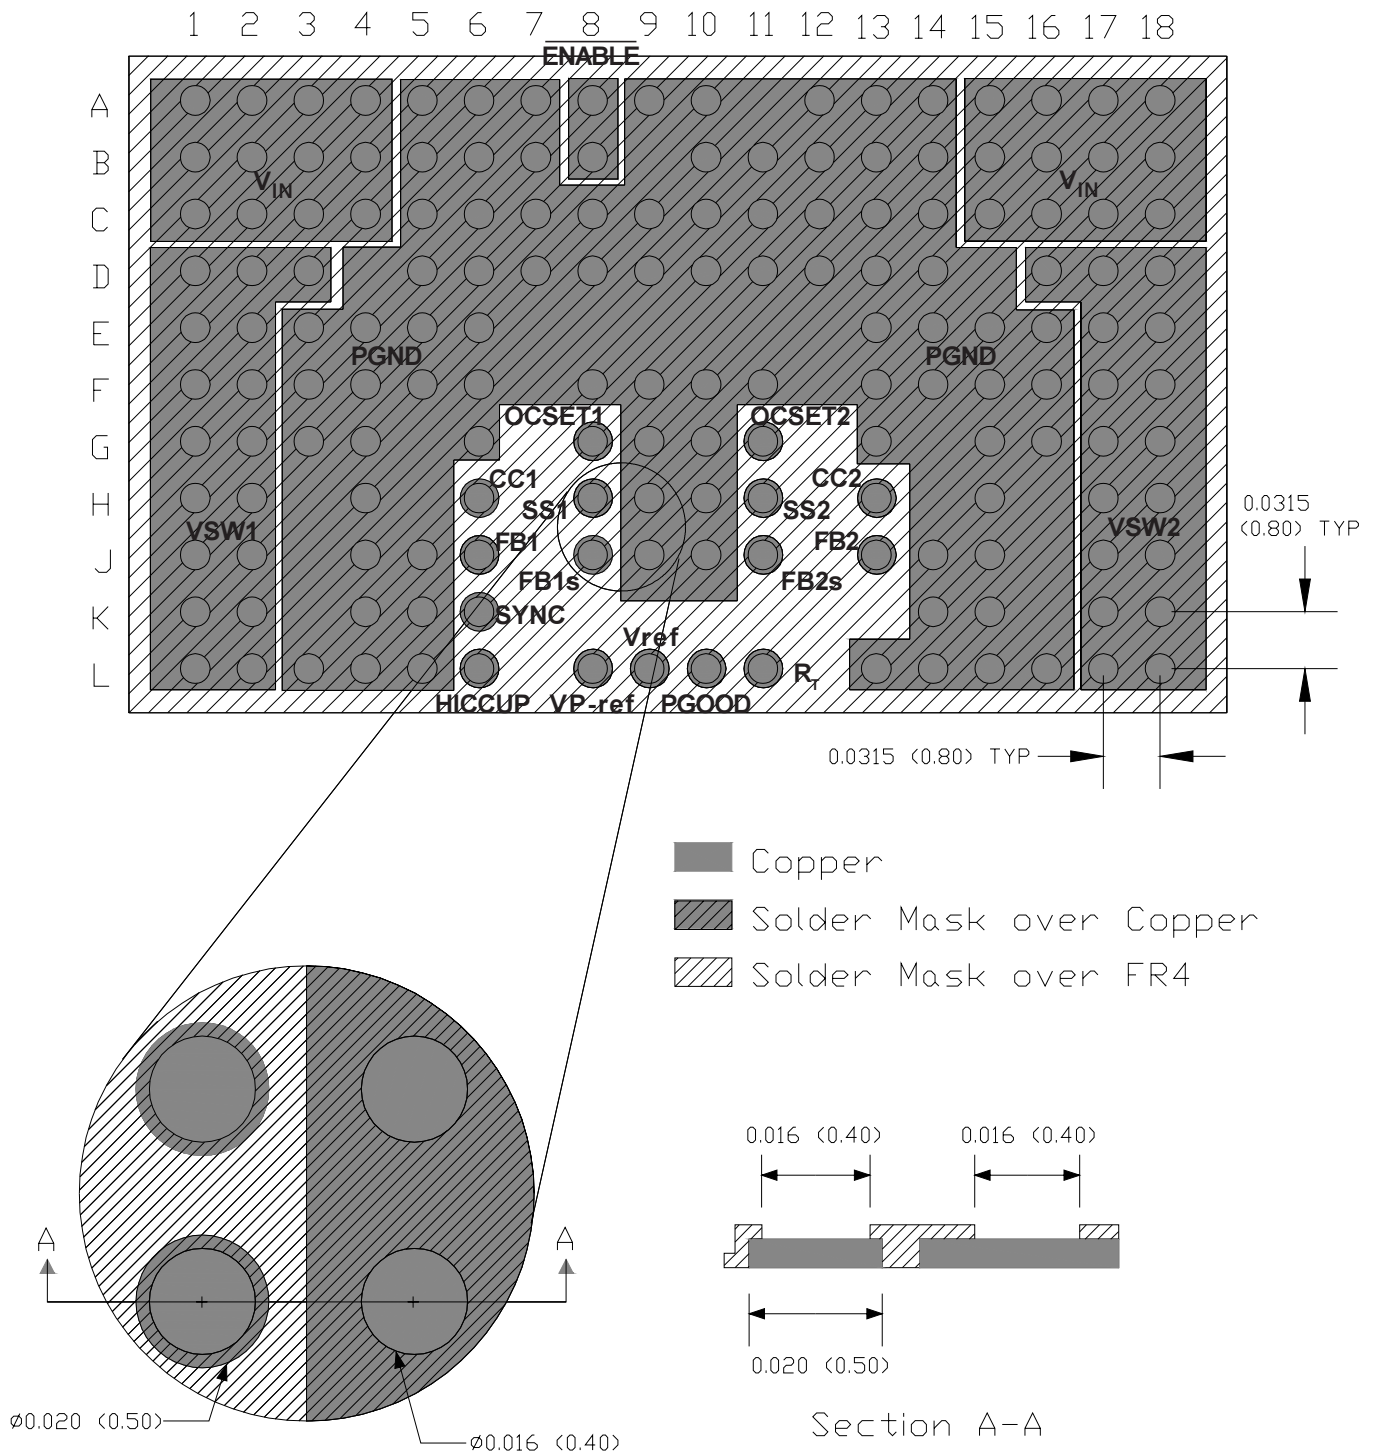 1 2 3 4 5 6 7 8 9 10 11 12 13 14 15 16 17 18
ENABLE
A
B
VIN VIN
C
D
E
PGND PGND
F
OCSET1 OCSET2
G
CC1 CC2
H
SS1 SS2
0.0315
(0.80) TYP
VSW1 VSW2
FB1 FB2
J
FB1s FB2s
K
SYNC
Vref
L
RT
HICCUP VP-ref PGOOD
0.0315 (0.80) TYP
Copper
Solder Mask over Copper
Solder Mask over FR4
0.016 (0.40) 0.016 (0.40)
A A
0.020 (0.50)
Ø0.020 (0.50)
Ø0.016 (0.40)
Section A-A